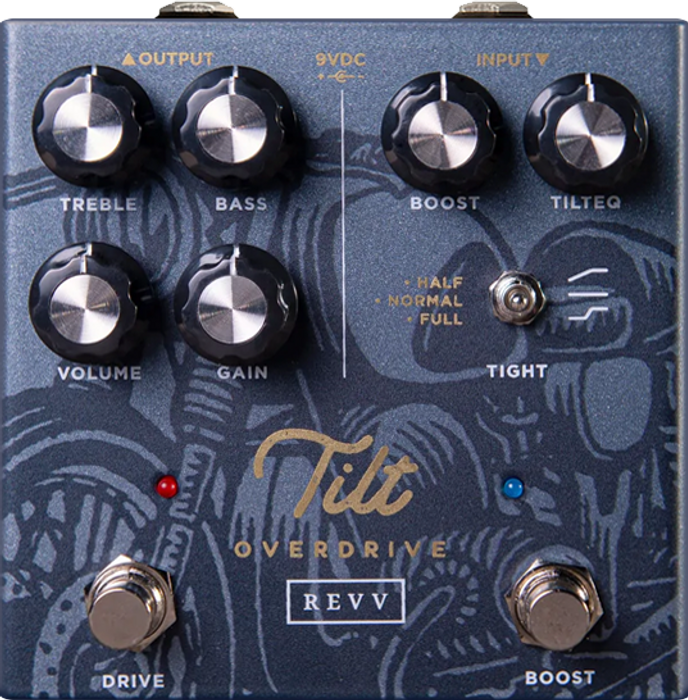 ▲OUTPUT
9VDC
INPUT▼
TREBLE
BASS
BOOST
TILTEQ
• HALF
• NORMAL
• FULL
VOLUME
GAIN
TIGHT
Tilt
OVERDRIVE
REVV
DRIVE
BOOST